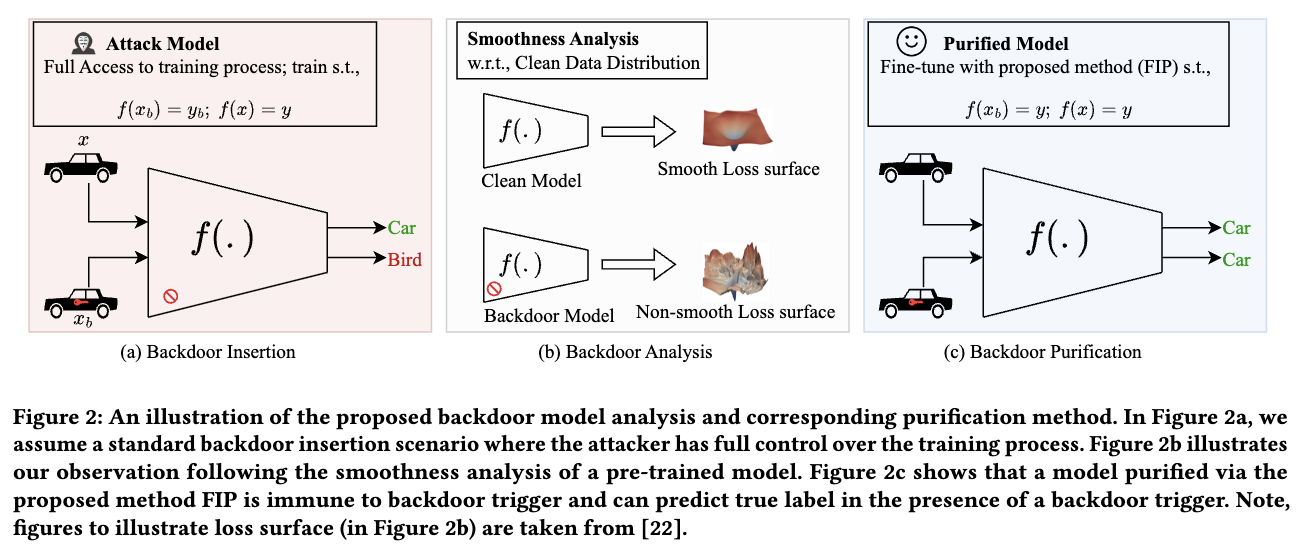 Attack Model
Full Access to training process; train s.t.,
f(x_b) = y_b; f(x) = y
x
f(.)
Car
Bird
x_b
(a) Backdoor Insertion
Smoothness Analysis
w.r.t., Clean Data Distribution
f(.)
Smooth Loss surface
Clean Model
f(.)
Non-smooth Loss surface
Backdoor Model
(b) Backdoor Analysis
Purified Model
Fine-tune with proposed method (FIP) s.t.,
f(x_b) = y; f(x) = y
f(.)
Car
Car
(c) Backdoor Purification
Figure 2: An illustration of the proposed backdoor model analysis and corresponding purification method. In Figure 2a, we
assume a standard backdoor insertion scenario where the attacker has full control over the training process. Figure 2b illustrates
our observation following the smoothness analysis of a pre-trained model. Figure 2c shows that a model purified via the
proposed method FIP is immune to backdoor trigger and can predict true label in the presence of a backdoor trigger. Note,
figures to illustrate loss surface (in Figure 2b) are taken from [22].